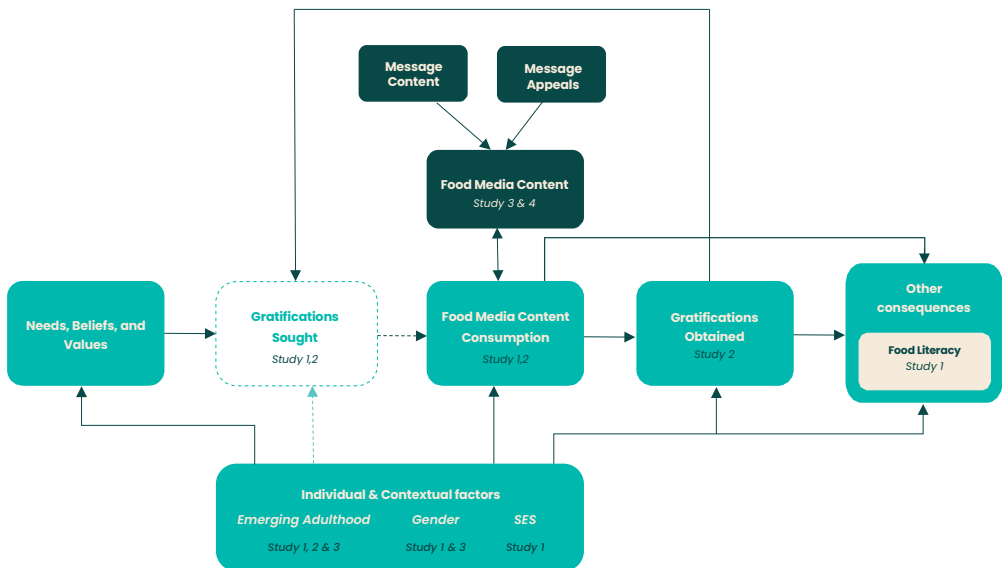 Message
Content
Message
Appeals
Food Media Content
Study 3 & 4
Needs, Beliefs, and
Values
Gratifications
Sought
Study 1,2
Food Media Content
Consumption
Study 1,2
Gratifications
Obtained
Study 2
Other
consequences
Food Literacy
Study 1
Individual & Contextual factors
Emerging Adulthood
Gender
SES
Study 1, 2 & 3
Study 1 & 3
Study 1